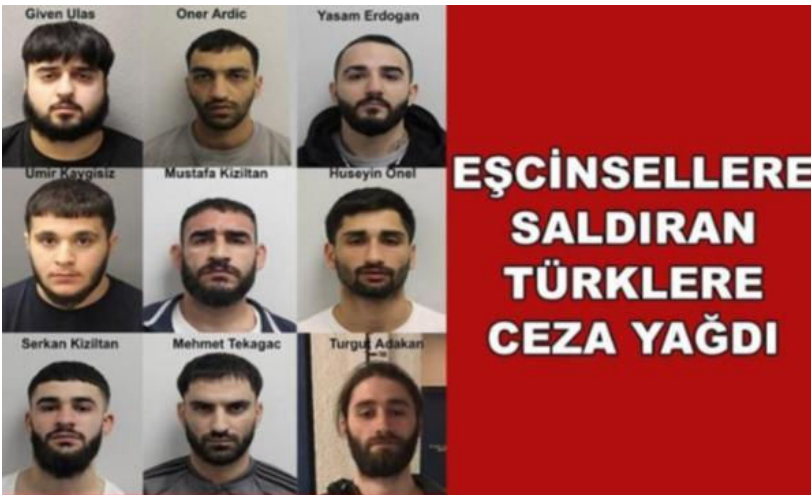 Given Ulas
Oner Ardic
Yasam Erdogan
Umir Kaygisiz
Mustafa Kiziltan
Huseyin Onel
Serkan Kiziltan
Mehmet Tekagac
Turgut Adakan
EŞCİNSELLERE
SALDIRAN
TÜRKLERE
CEZA YAĞDI